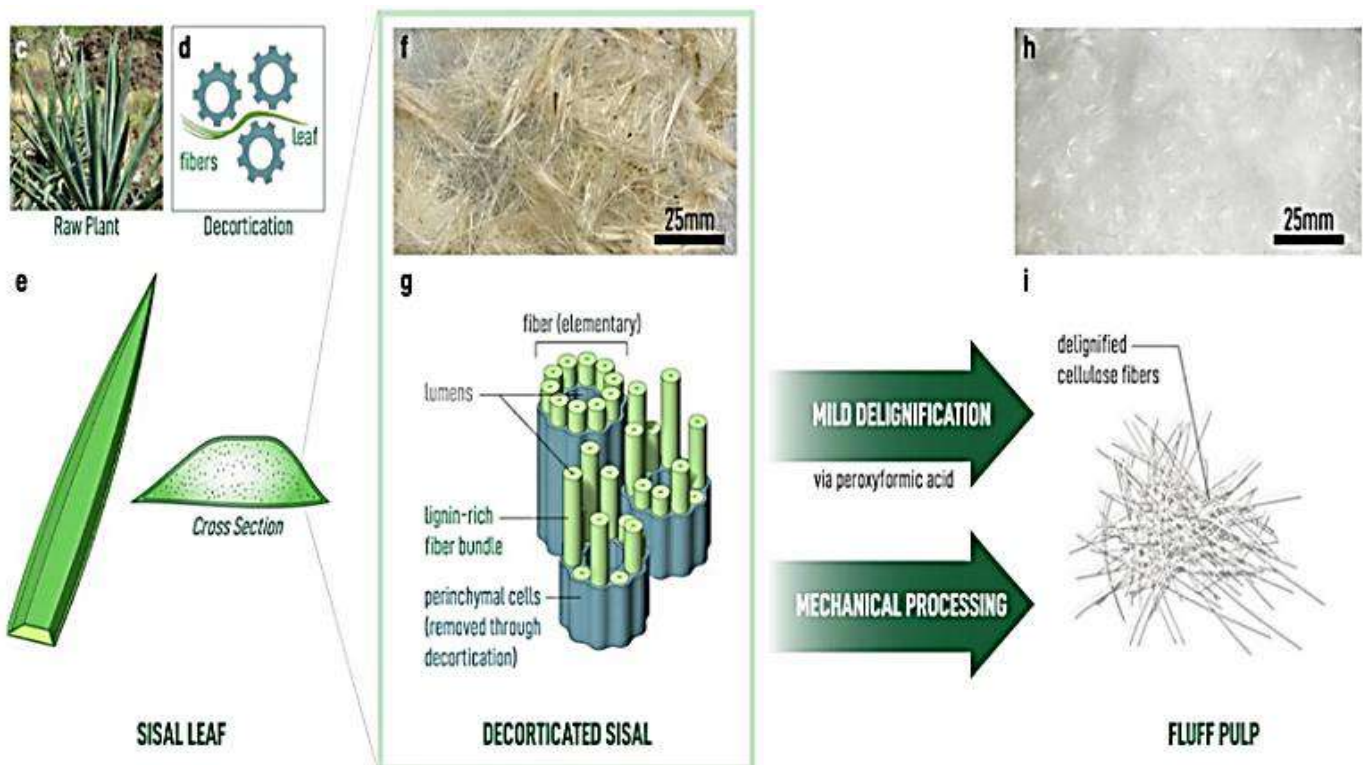 c
d
leaf
fibers
Raw Plant
Decortication
e
Cross Section
SISAL LEAF
f
25mm
g
fiber (elementary)
lumens
lignin-rich
fiber bundle
perinchymal cells
(removed through
decortication)
DECORTICATED SISAL
MILD DELIGNIFICATION
via peroxyformic acid
MECHANICAL PROCESSING
h
25mm
i
delignified
cellulose fibers
FLUFF PULP